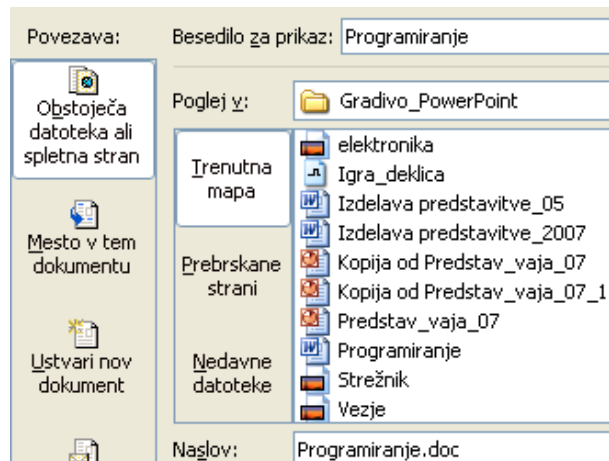 Povezava:
Besedilo za prikaz: Programiranje
Obstoječa
datoteka ali
spletna stran
Mesto v tem
dokumentu
Ustvari nov
dokument
Poglej v: Gradivo_PowerPoint
Trenutna
mapa
Prebrskane
strani
Nedavne
datoteke
elektronika
Igra_deklica
Izdelava predstavitve_05
Izdelava predstavitve_2007
Kopija od Predstav_vaja_07
Kopija od Predstav_vaja_07_1
Predstav_vaja_07
Programiranje
Strežnik
Vezje
Naslov: Programiranje.doc